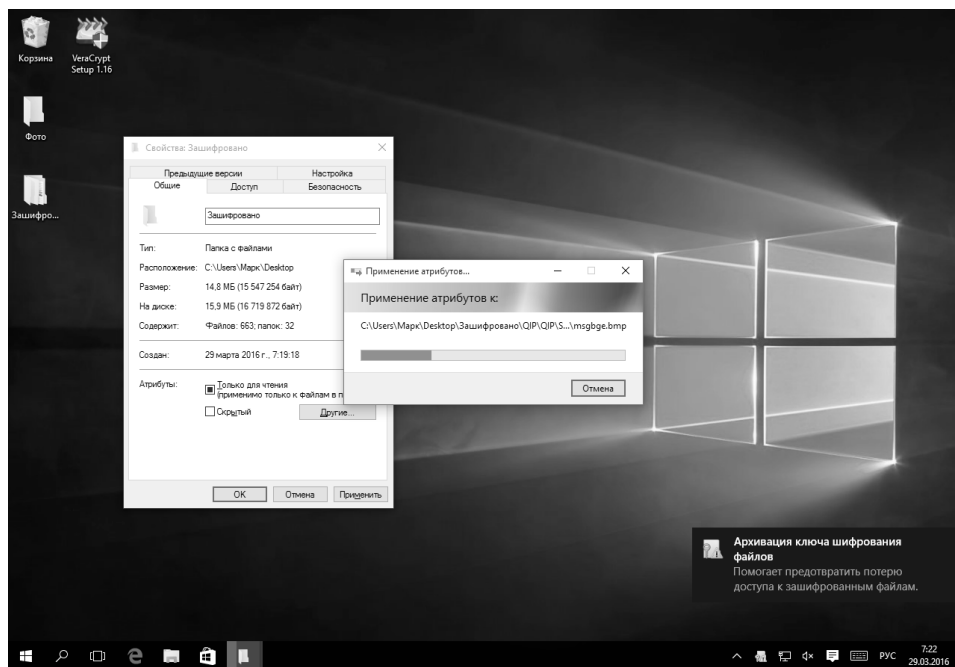 Корзина
VeraCrypt
Setup 1.16
Фото
Зашифро...
Свойства: Зашифровано
Предыдущие версии
Настройка
Общие
Доступ
Безопасность
Зашифровано
Тип:
Папка с файлами
Расположение:
C:\Users\Марк\Desktop
Размер:
14,8 МБ (15 547 254 байт)
На диске:
15,9 МБ (16 719 872 байт)
Содержит:
Файлов: 663; папок: 32
Создан:
29 марта 2016 г., 7:19:18
Атрибуты:
Только для чтения
(применимо только к файлам в п
Скрытый
Другие...
OK
Отмена
Применить
Применение атрибутов...
Применение атрибутов к:
C:\Users\Марк\Desktop\Зашифровано\QIP\QIP\S...\msgbge.bmp
Отмена
Архивация ключа шифрования
файлов
Помогает предотвратить потерю
доступа к зашифрованным файлам.
РУС
7:22
29.03.2016